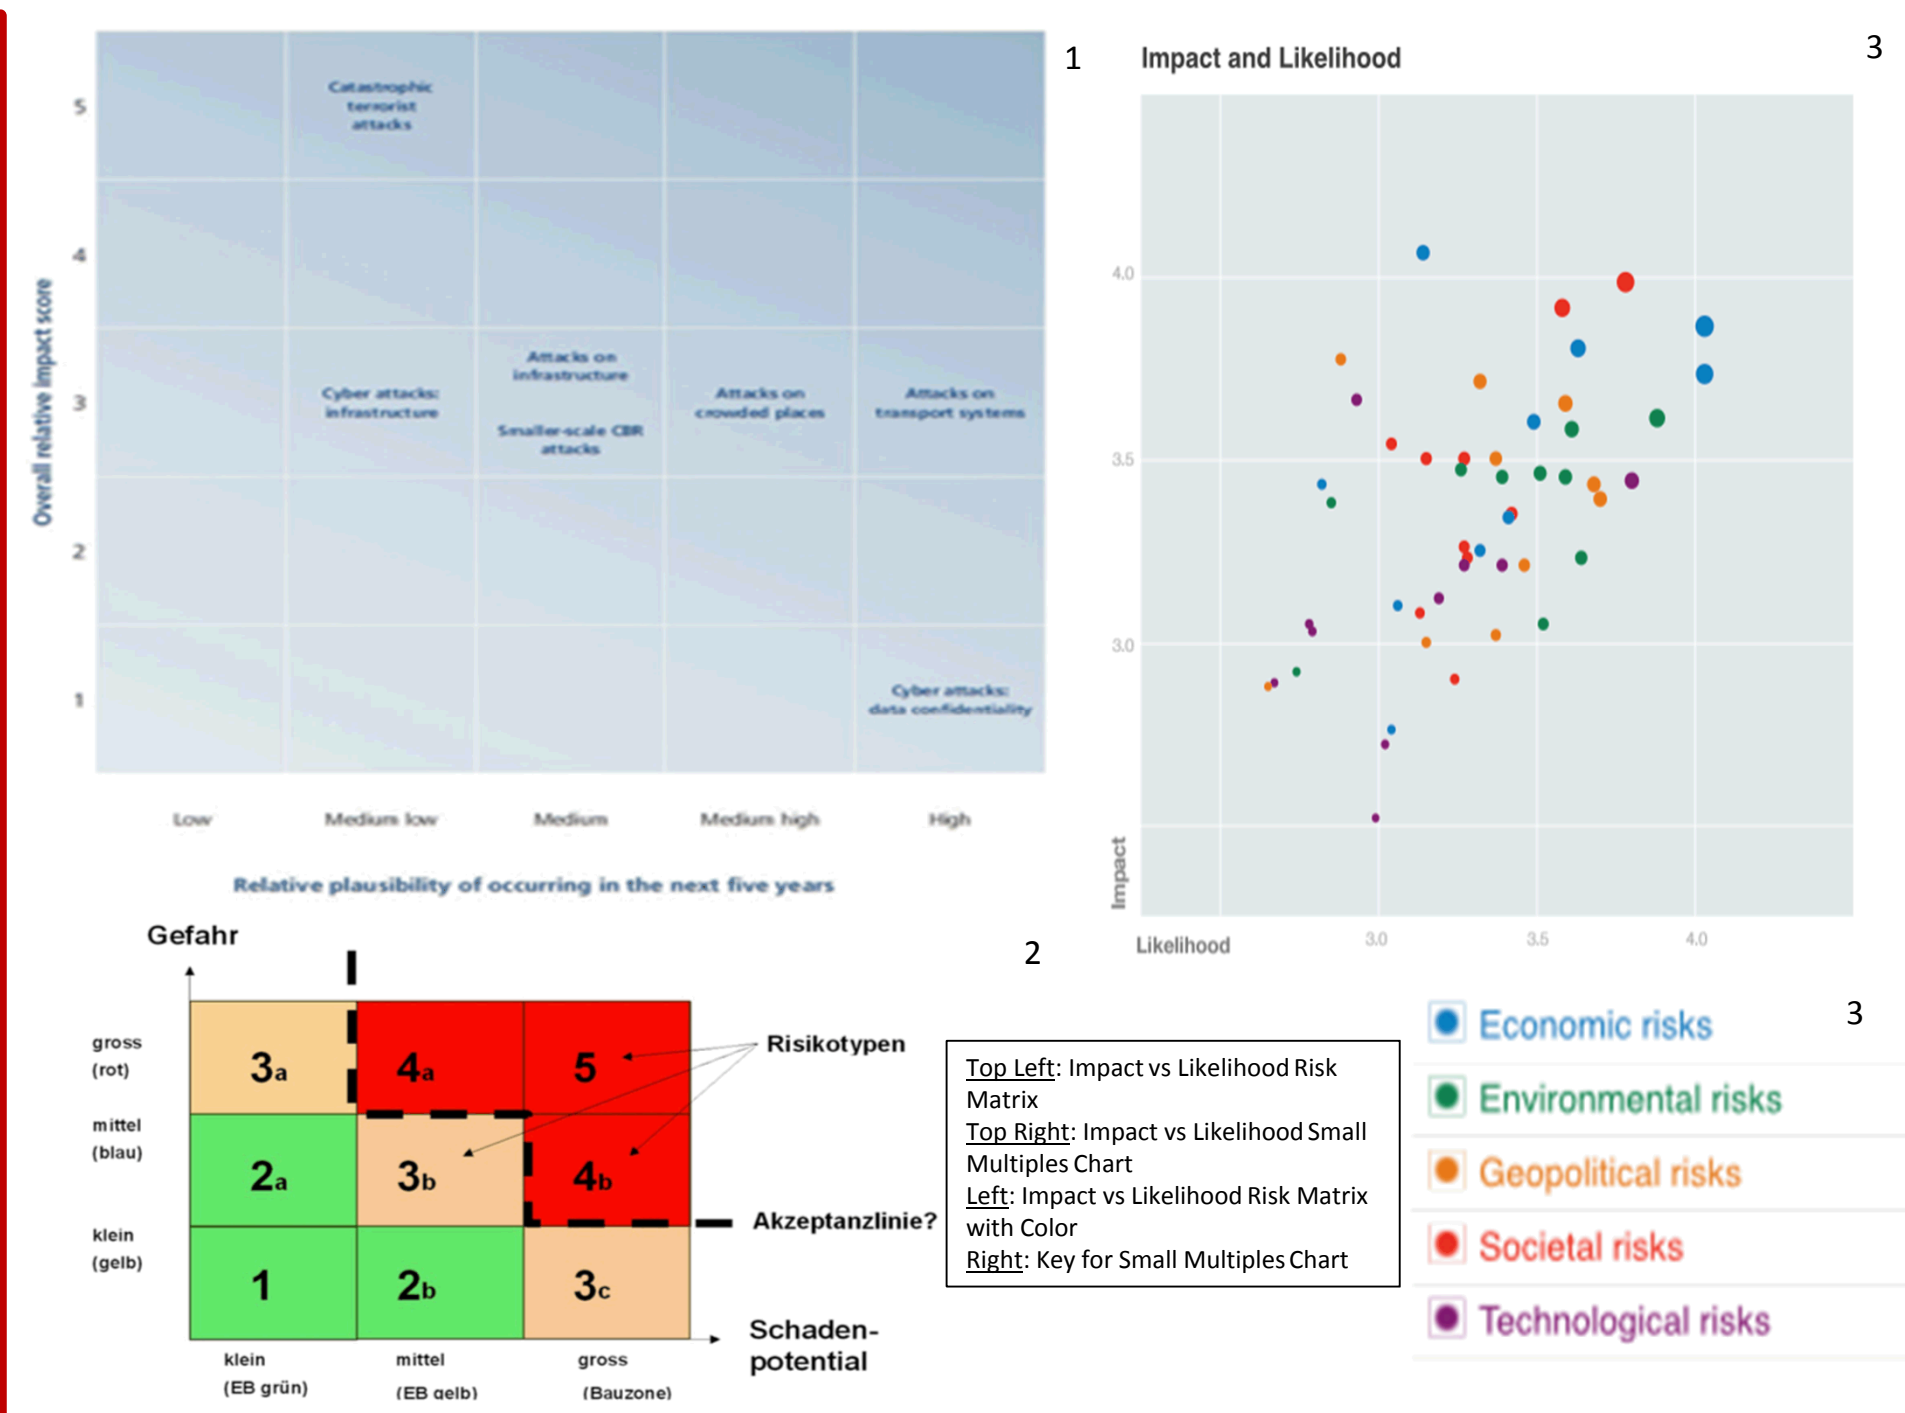 1
5
4
3
2
1
Overall relative impact score
Catastrophic
terrorist
attacks
Cyber attacks:
infrastructure
Attacks on
infrastructure
Smaller-scale CBR
attacks
Attacks on
crowded places
Attacks on
transport systems
Cyber attacks:
data confidentiality
Low
Medium low
Medium
Medium high
High
Relative plausibility of occurring in the next five years
Impact and Likelihood
3
4.0
3.5
3.0
Impact
Likelihood
3.0
3.5
4.0
Gefahr
2
gross
(rot)
mittel
(blau)
klein
(gelb)
3a
4a
5
2a
3b
4b
1
2b
3c
Risikotypen
Akzeptanzlinie?
Schaden-
potential
klein
(EB grün)
mittel
(EB gelb)
gross
(Bauzone)
Top Left: Impact vs Likelihood Risk
Matrix
Top Right: Impact vs Likelihood Small
Multiples Chart
Left: Impact vs Likelihood Risk Matrix
with Color
Right: Key for Small Multiples Chart
3
Economic risks
Environmental risks
Geopolitical risks
Societal risks
Technological risks